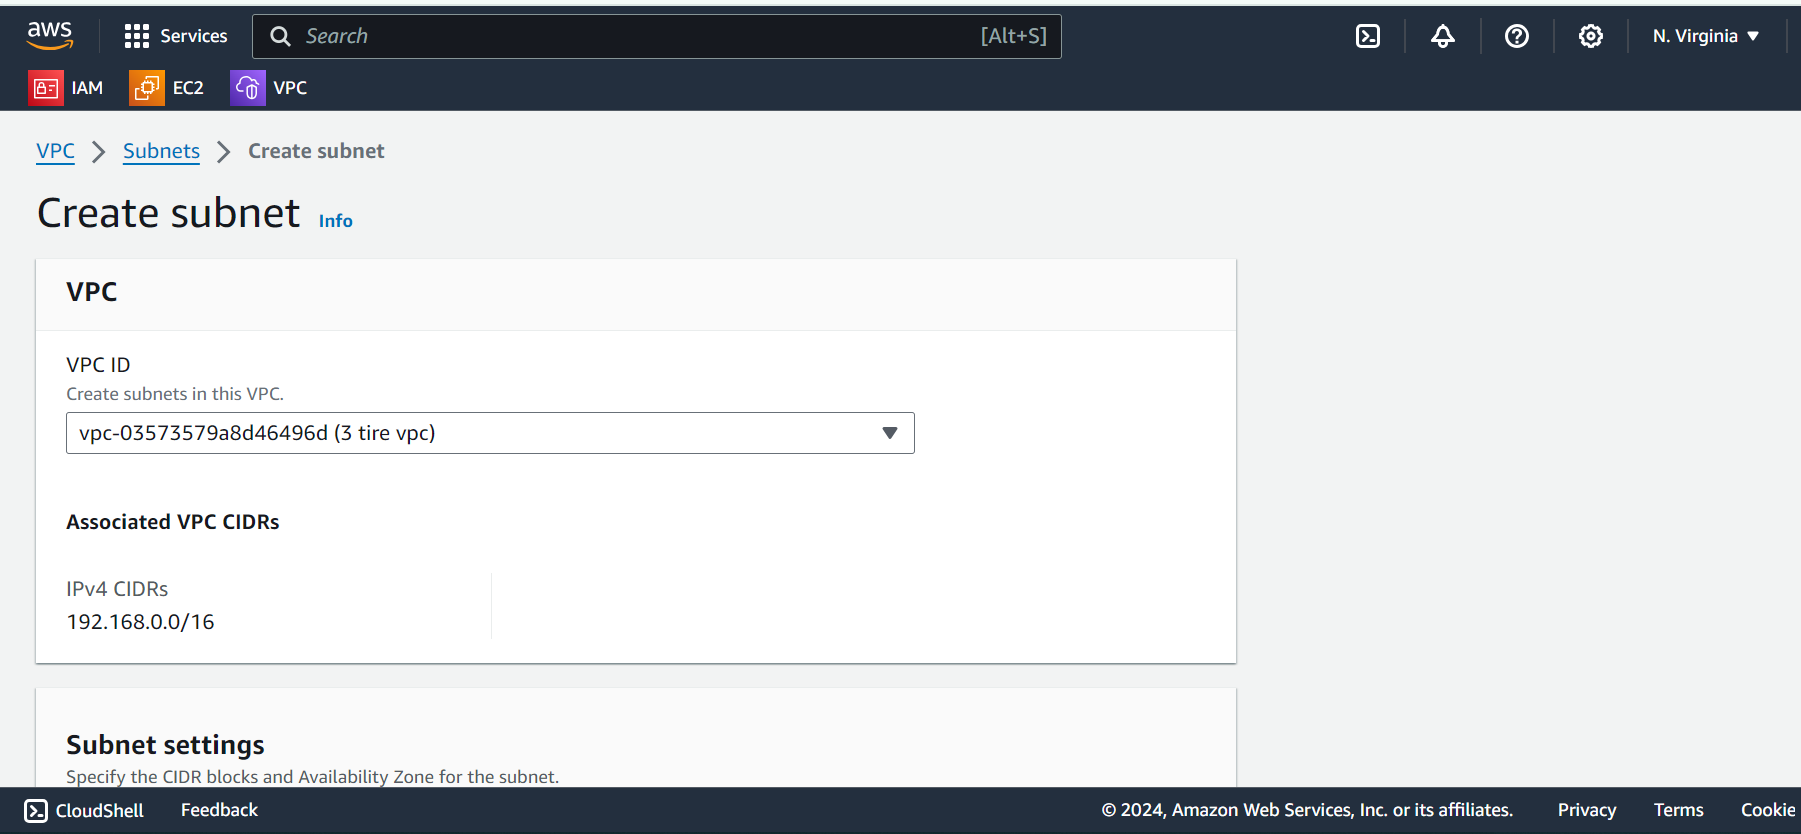 aws Services Search [Alt+S] N. Virginia
IAM EC2 VPC
VPC Subnets Create subnet
Create subnet Info
VPC
VPC ID
Create subnets in this VPC.
vpc-03573579a8d46496d (3 tire vpc)
Associated VPC CIDRs
IPv4 CIDRs
192.168.0.0/16
Subnet settings
Specify the CIDR blocks and Availability Zone for the subnet.
CloudShell Feedback © 2024, Amazon Web Services, Inc. or its affiliates. Privacy Terms Cookie